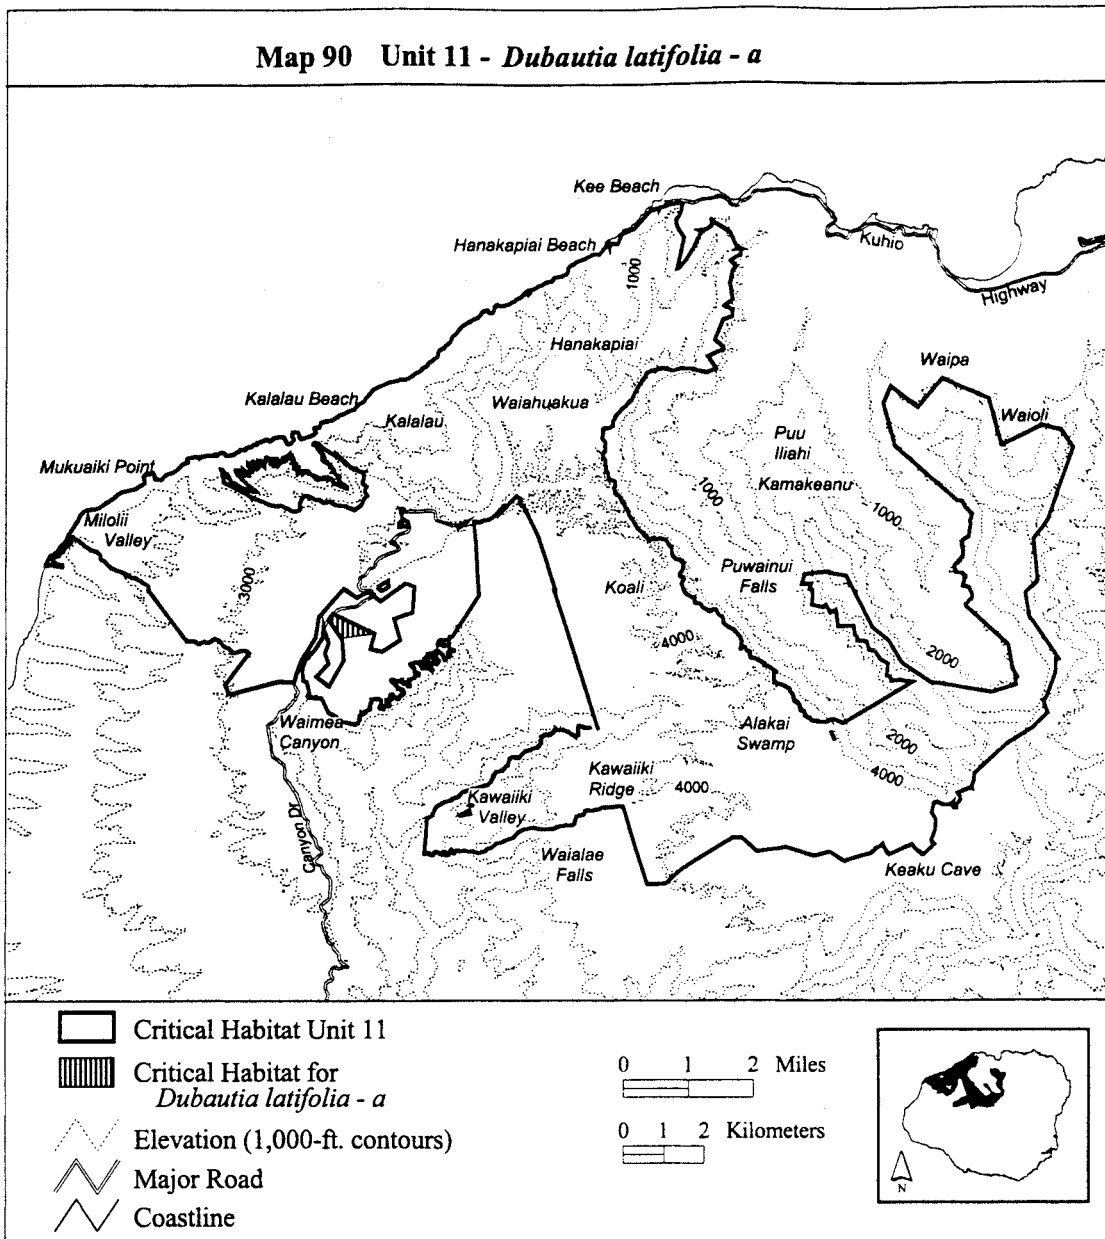 Map 90 Unit 11 - Dubautia latifolia - a
Kee Beach
Hanakapiai Beach
Kuhio
Highway
1000
Hanakapiai
Waipa
Kalalau Beach
Waiahuakua
Kalalau
Waioli
Puu
Iliahi
Mukuaiki Point
Kamakeanu
1000
1000
Milolii
Valley
3000
Koali
Puwainui
Falls
4000
2000
Waimea
Canyon
Alakai
Swamp
2000
4000
Kawaiiki
Ridge
4000
Kawaiiki
Valley
Canyon Dr
Waialae
Falls
Keaku Cave
Critical Habitat Unit 11
Critical Habitat for
Dubautia latifolia - a
Elevation (1,000-ft. contours)
Major Road
Coastline
0 1 2 Miles
0 1 2 Kilometers
N